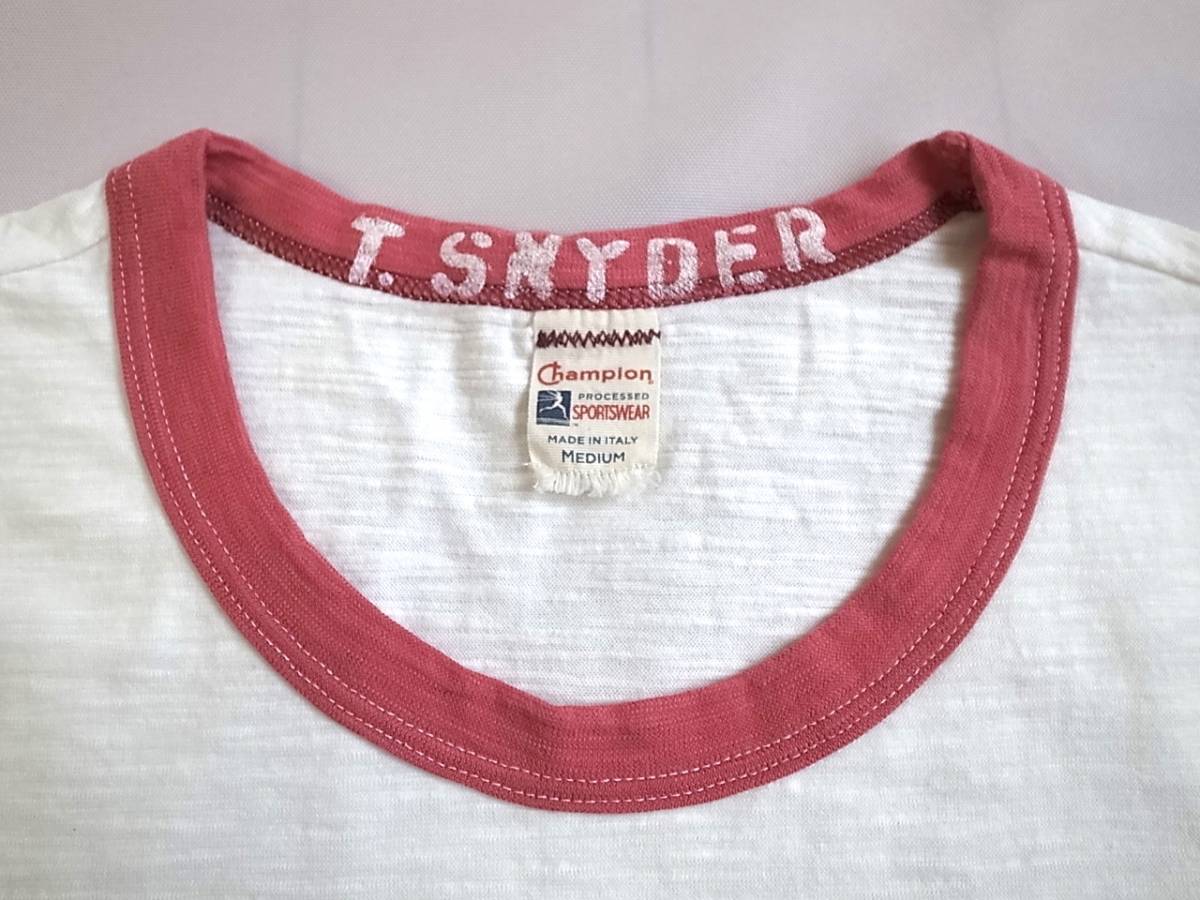 T. SNYDER
Champion
PROCESSED
SPORTSWEAR
MADE IN ITALY
MEDIUM